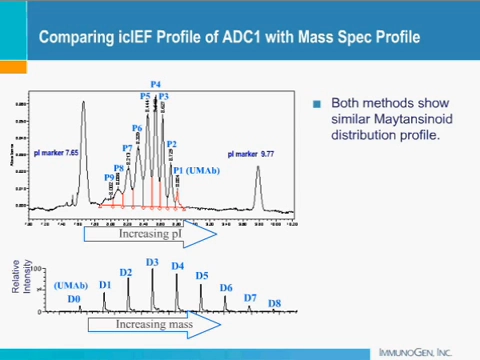 Comparing icIEF Profile of ADC1 with Mass Spec Profile
P4
P5
P3
P6
P2
P7
P8
P9
P1 (UMAb)
pI marker 7.65
pI marker 9.77
Increasing pI
Both methods show
similar Maytansinoid
distribution profile.
Relative
Intensity
100
0
(UMAb)
D0
D1
D2
D3
D4
D5
D6
D7
D8
Increasing mass
IMMUNOGEN, INC.